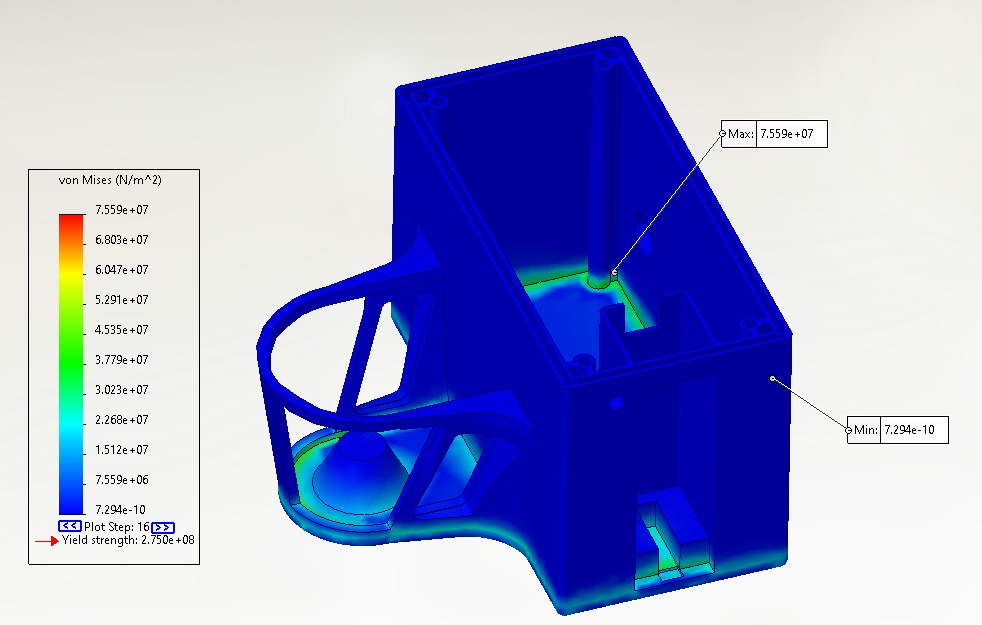 von Mises (N/m^2)
7.559e+07
6.803e+07
6.047e+07
5.291e+07
4.535e+07
3.779e+07
3.023e+07
2.268e+07
1.512e+07
7.559e+06
7.294e-10
<< Plot Step: 16 >>
Yield strength: 2.750e+08
Max: 7.559e+07
Min: 7.294e-10